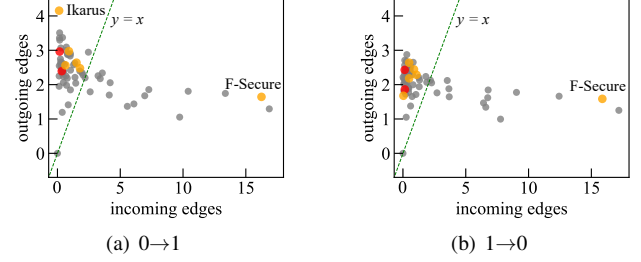 Ikarus
y = x
F-Secure
outgoing edges
4
3
2
1
0
0
5
10
15
incoming edges
(a) 0→1
y = x
F-Secure
outgoing edges
4
3
2
1
0
0
5
10
15
incoming edges
(b) 1→0